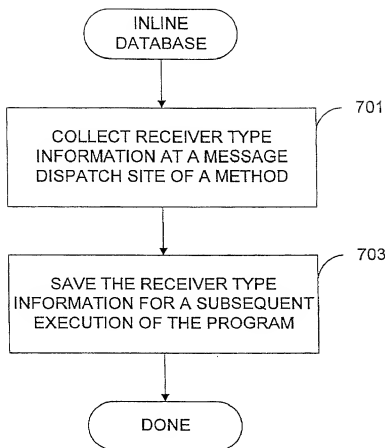 INLINE
DATABASE
701
COLLECT RECEIVER TYPE
INFORMATION AT A MESSAGE
DISPATCH SITE OF A METHOD
703
SAVE THE RECEIVER TYPE
INFORMATION FOR A SUBSEQUENT
EXECUTION OF THE PROGRAM
DONE